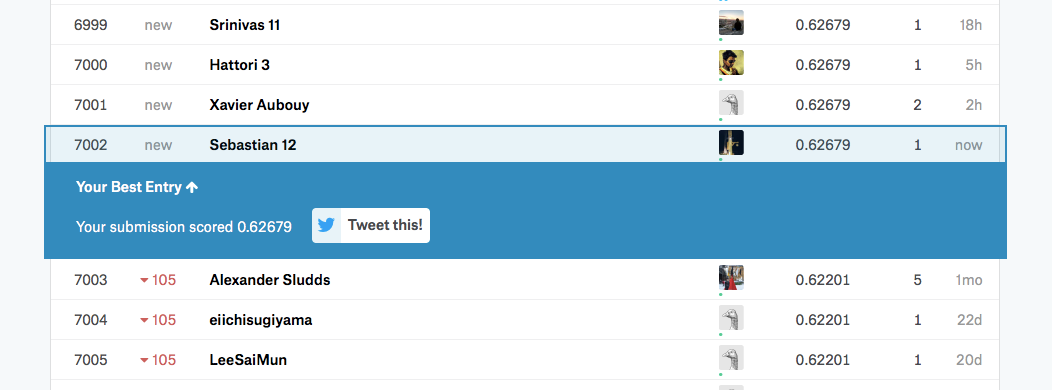 6999 new Srinivas 11 0.62679 1 18h
7000 new Hattori 3 0.62679 1 5h
7001 new Xavier Aubouy 0.62679 2 2h
7002 new Sebastian 12 0.62679 1 now
Your Best Entry ↑
Your submission scored 0.62679 Tweet this!
7003 ▼ 105 Alexander Sludds 0.62201 5 1mo
7004 ▼ 105 eiichisugiyama 0.62201 1 22d
7005 ▼ 105 LeeSaiMun 0.62201 1 20d